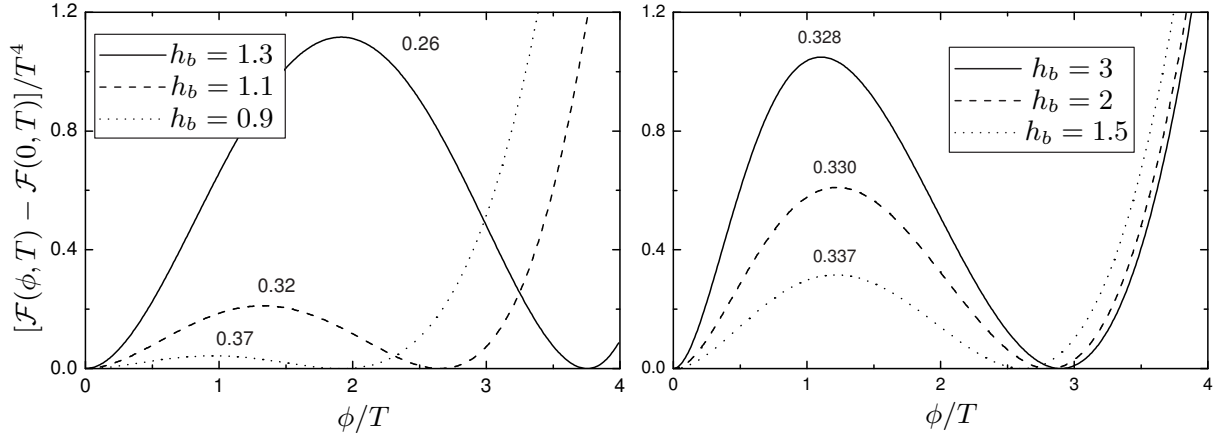 [ℱ(ϕ, T) − ℱ(0, T)]/T⁴
1.2
0.8
0.4
0.0
h_b = 1.3
h_b = 1.1
h_b = 0.9
0.26
0.32
0.37
0 1 2 3 4
ϕ/T
1.2
0.8
0.4
0.0
0.328
0.330
0.337
h_b = 3
h_b = 2
h_b = 1.5
0 1 2 3 4
ϕ/T